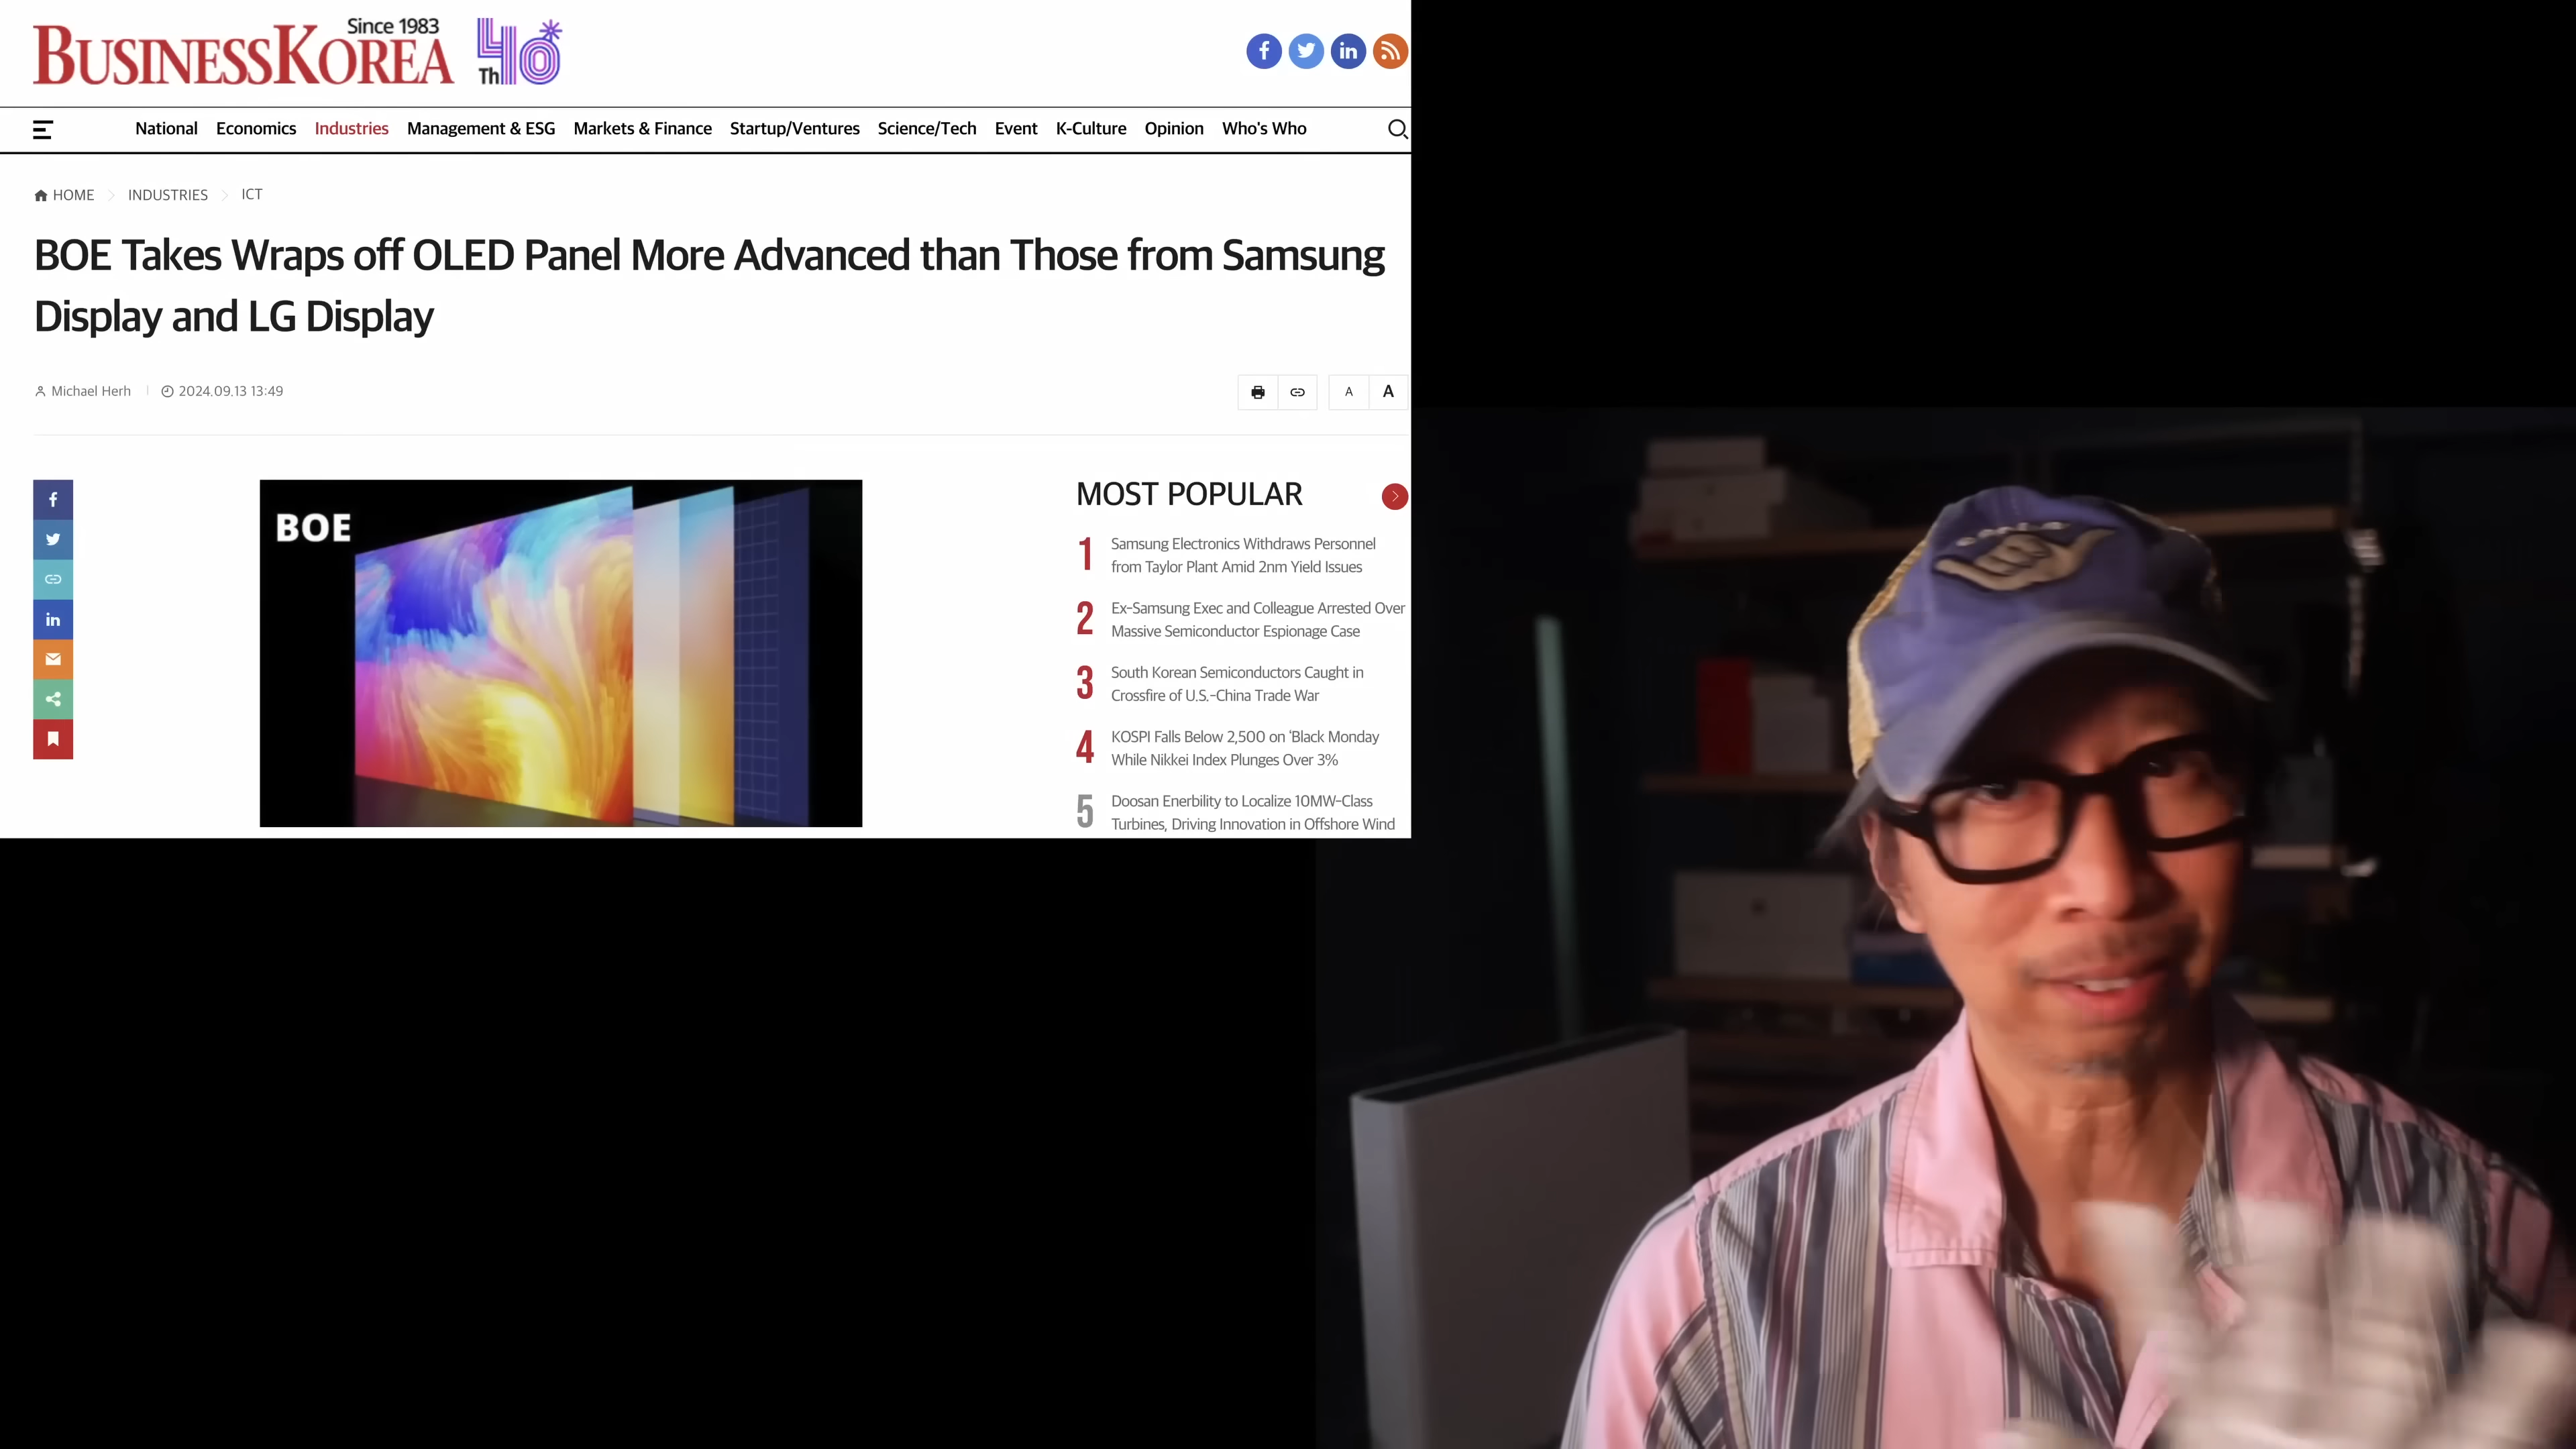 Since 1983
BUSINESSKOREA
40Th
National Economics Industries Management & ESG Markets & Finance Startup/Ventures Science/Tech Event K-Culture Opinion Who's Who
HOME INDUSTRIES ICT
BOE Takes Wraps off OLED Panel More Advanced than Those from Samsung
Display and LG Display
Michael Herh 2024.09.13 13:49
A A
BOE
MOST POPULAR
1 Samsung Electronics Withdraws Personnel
from Taylor Plant Amid 2nm Yield Issues
2 Ex-Samsung Exec and Colleague Arrested Over
Massive Semiconductor Espionage Case
3 South Korean Semiconductors Caught in
Crossfire of U.S.-China Trade War
4 KOSPI Falls Below 2,500 on 'Black Monday
While Nikkei Index Plunges Over 3%
5 Doosan Enerbility to Localize 10MW-Class
Turbines, Driving Innovation in Offshore Wind